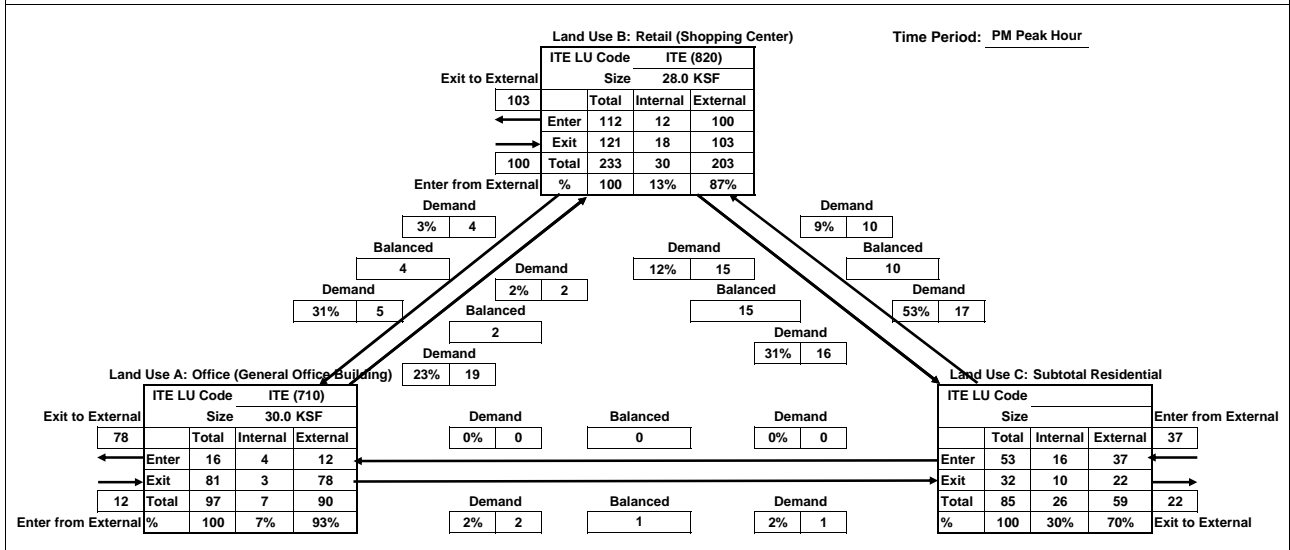 Land Use B: Retail (Shopping Center)
Time Period: PM Peak Hour
ITE LU Code ITE (820)
Exit to External Size 28.0 KSF
103 Total Internal External
Enter 112 12 100
Exit 121 18 103
100 Total 233 30 203
Enter from External % 100 13% 87%
Demand Demand
3% 4 9% 10
Balanced Demand Balanced
4 Demand 12% 15 10
Demand 2% 2 Balanced Demand
31% 5 Balanced 15 53% 17
2 Demand
Demand 31% 16
Land Use A: Office (General Office Building) 23% 19 Land Use C: Subtotal Residential
ITE LU Code ITE (710) ITE LU Code
Exit to External Size 30.0 KSF Demand Balanced Demand Size Enter from External
78 Total Internal External 0% 0 0 0% 0 Total Internal External 37
Enter 16 4 12 Enter 53 16 37
Exit 81 3 78 Exit 32 10 22
12 Total 97 7 90 Demand Balanced Demand Total 85 26 59 22
Enter from External % 100 7% 93% 2% 2 1 2% 1 % 100 30% 70% Exit to External